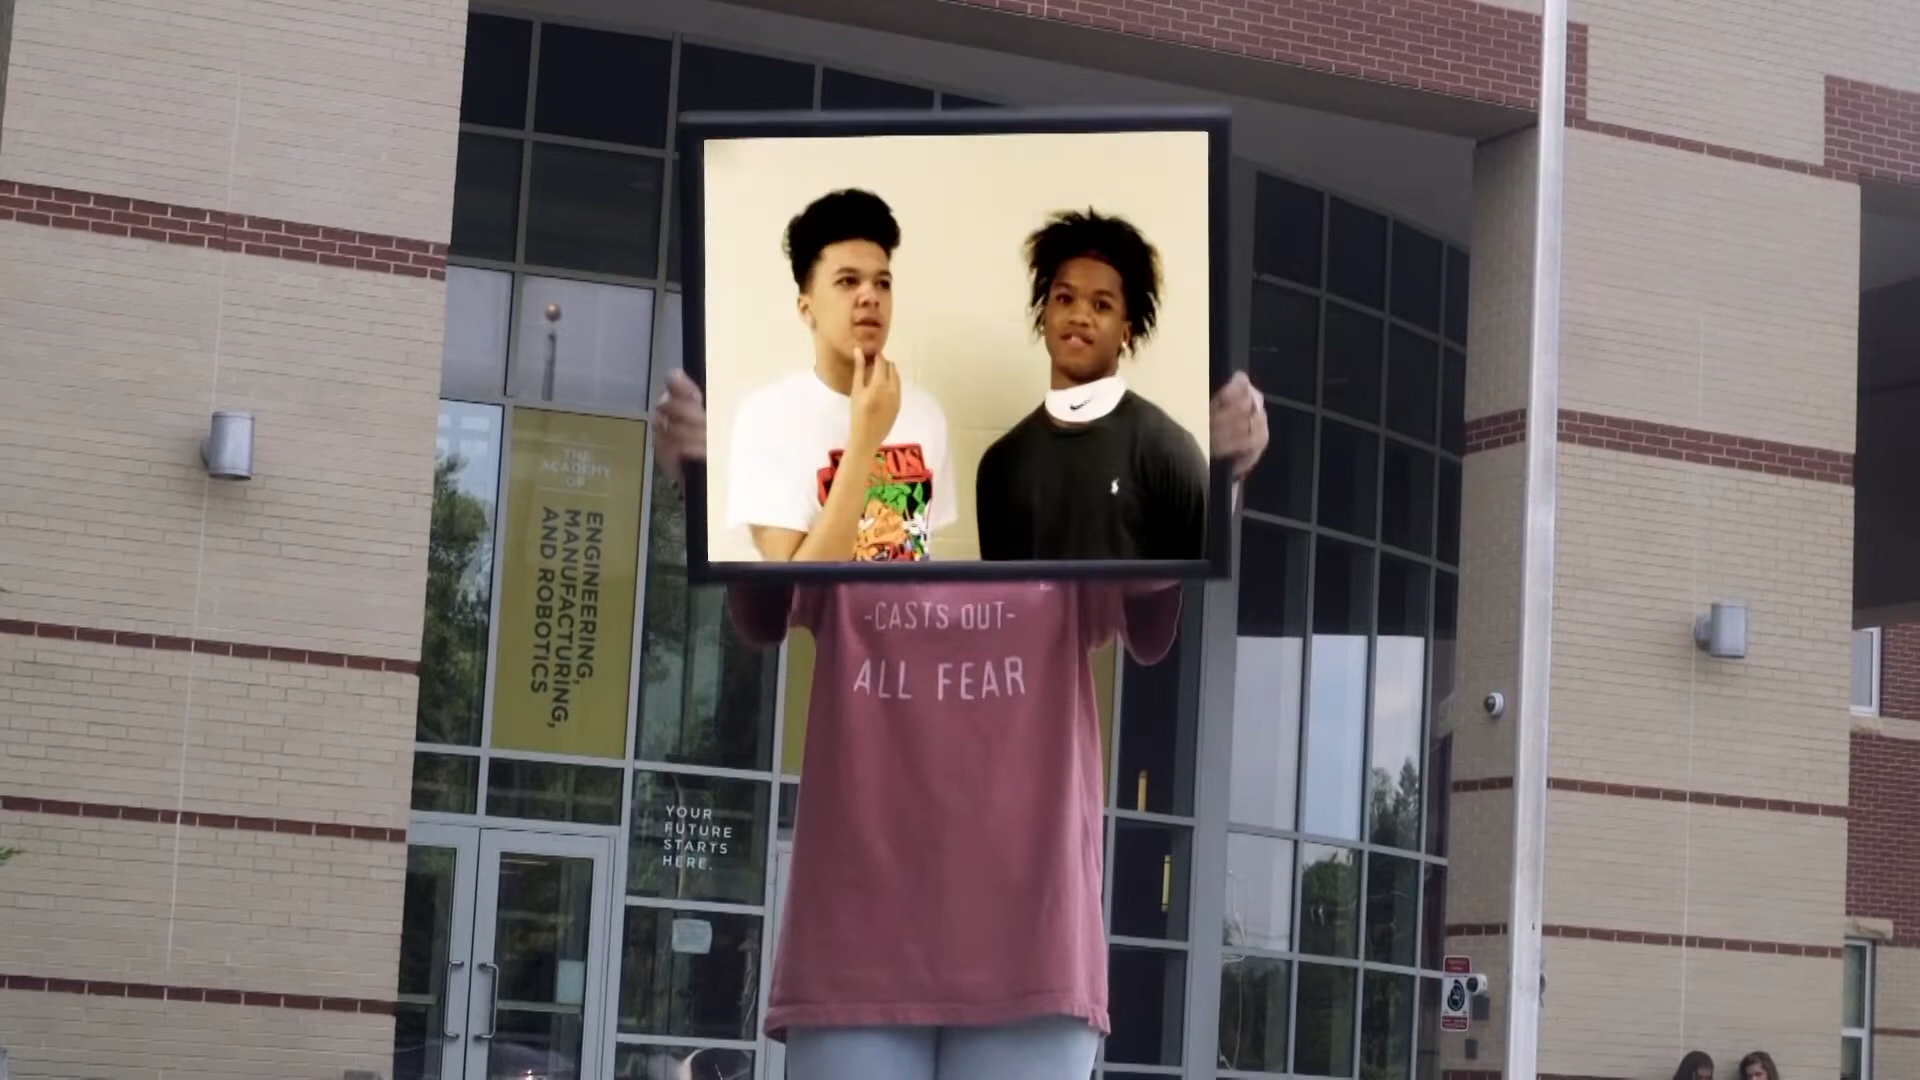 THE
ACADEMY
OF
ENGINEERING,
MANUFACTURING,
AND ROBOTICS
-CASTS OUT-
ALL FEAR
YOUR
FUTURE
STARTS
HERE.